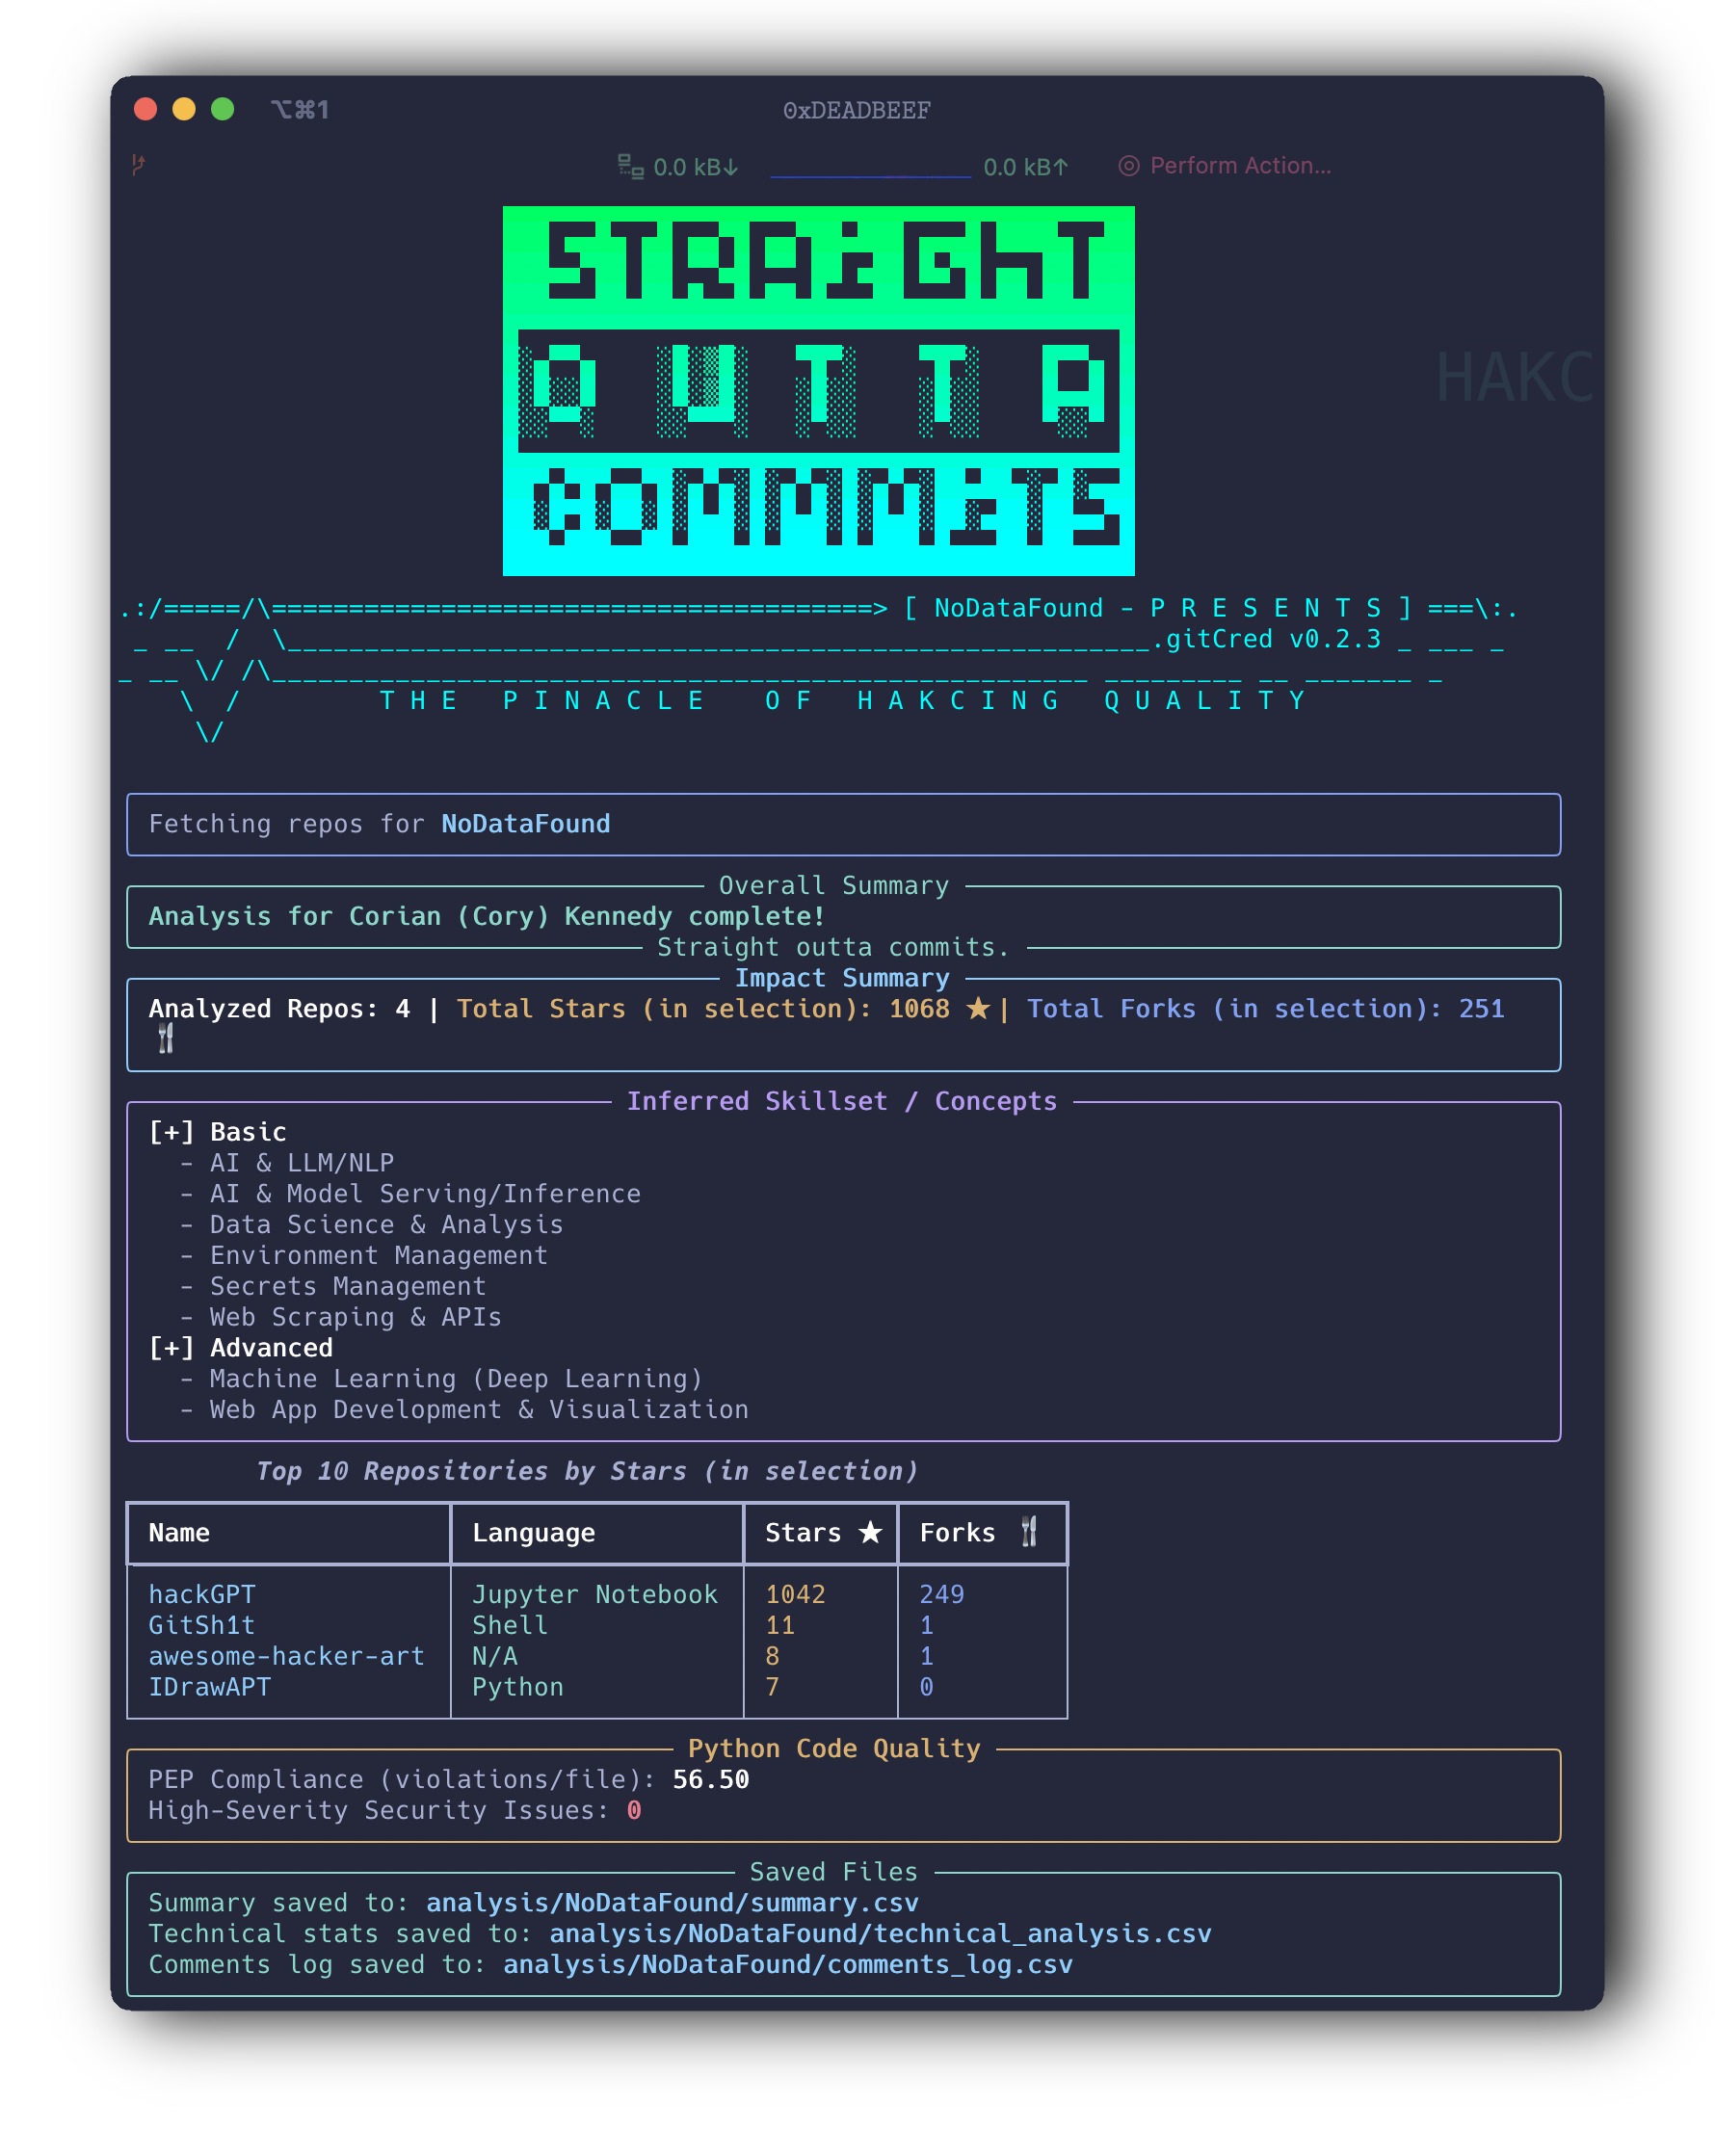 ⌥⌘1 0xDEADBEEF
0.0 kB↓ 0.0 kB↑ Perform Action...
STRAiGhT
OUTTA
COMMiTS
HAKC
.:/=====/\=======================================> [ NoDataFound - P R E S E N T S ] ===\:.
_ __  /  \________________________________________________________.gitCred v0.2.3 _ ___ _
_ __ \/ /\_____________________________________________________ _________ __ _______ _
\  /         T H E   P I N A C L E    O F   H A K C I N G   Q U A L I T Y
\/
Fetching repos for NoDataFound
Overall Summary
Analysis for Corian (Cory) Kennedy complete!
Straight outta commits.
Impact Summary
Analyzed Repos: 4 | Total Stars (in selection): 1068 ★ | Total Forks (in selection): 251
🍴
Inferred Skillset / Concepts
[+] Basic
- AI & LLM/NLP
- AI & Model Serving/Inference
- Data Science & Analysis
- Environment Management
- Secrets Management
- Web Scraping & APIs
[+] Advanced
- Machine Learning (Deep Learning)
- Web App Development & Visualization
Top 10 Repositories by Stars (in selection)
Name Language Stars ★ Forks 🍴
hackGPT Jupyter Notebook 1042 249
GitSh1t Shell 11 1
awesome-hacker-art N/A 8 1
IDrawAPT Python 7 0
Python Code Quality
PEP Compliance (violations/file): 56.50
High-Severity Security Issues: 0
Saved Files
Summary saved to: analysis/NoDataFound/summary.csv
Technical stats saved to: analysis/NoDataFound/technical_analysis.csv
Comments log saved to: analysis/NoDataFound/comments_log.csv